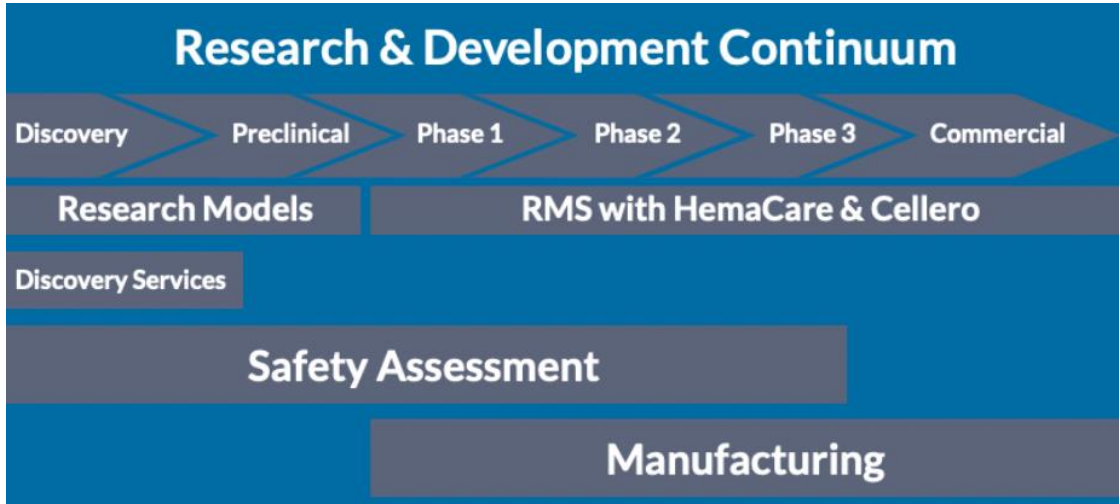 Research & Development Continuum
Discovery
Preclinical
Phase 1
Phase 2
Phase 3
Commercial
Research Models
RMS with HemaCare & Cellero
Discovery Services
Safety Assessment
Manufacturing